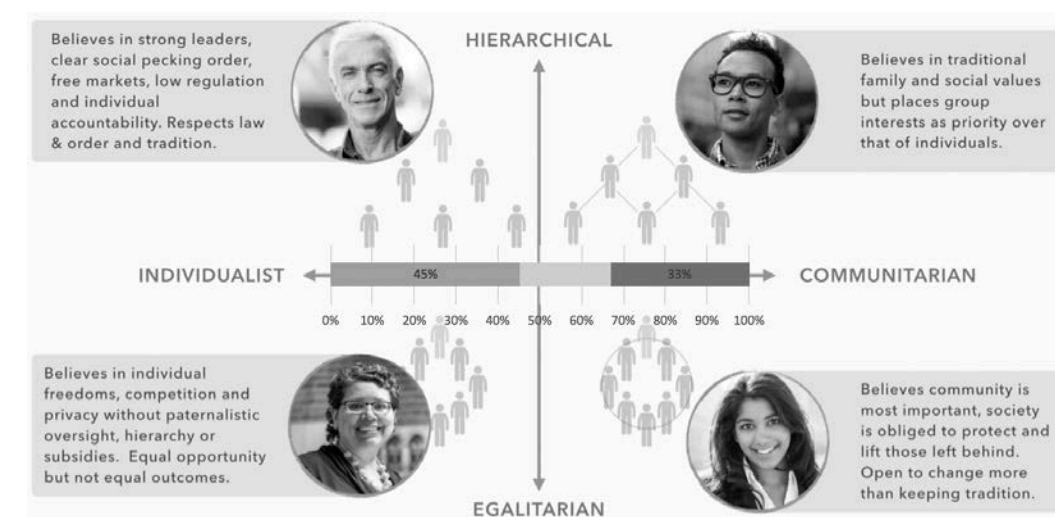 Believes in strong leaders,
clear social pecking order,
free markets, low regulation
and individual
accountability. Respects law
& order and tradition.
HIERARCHICAL
Believes in traditional
family and social values
but places group
interests as priority over
that of individuals.
INDIVIDUALIST
45%
33%
COMMUNITARIAN
0% 10% 20% 30% 40% 50% 60% 70% 80% 90% 100%
Believes in individual
freedoms, competition and
privacy without paternalistic
oversight, hierarchy or
subsidies. Equal opportunity
but not equal outcomes.
Believes community is
most important, society
is obliged to protect and
lift those left behind.
Open to change more
than keeping tradition.
EGALITARIAN